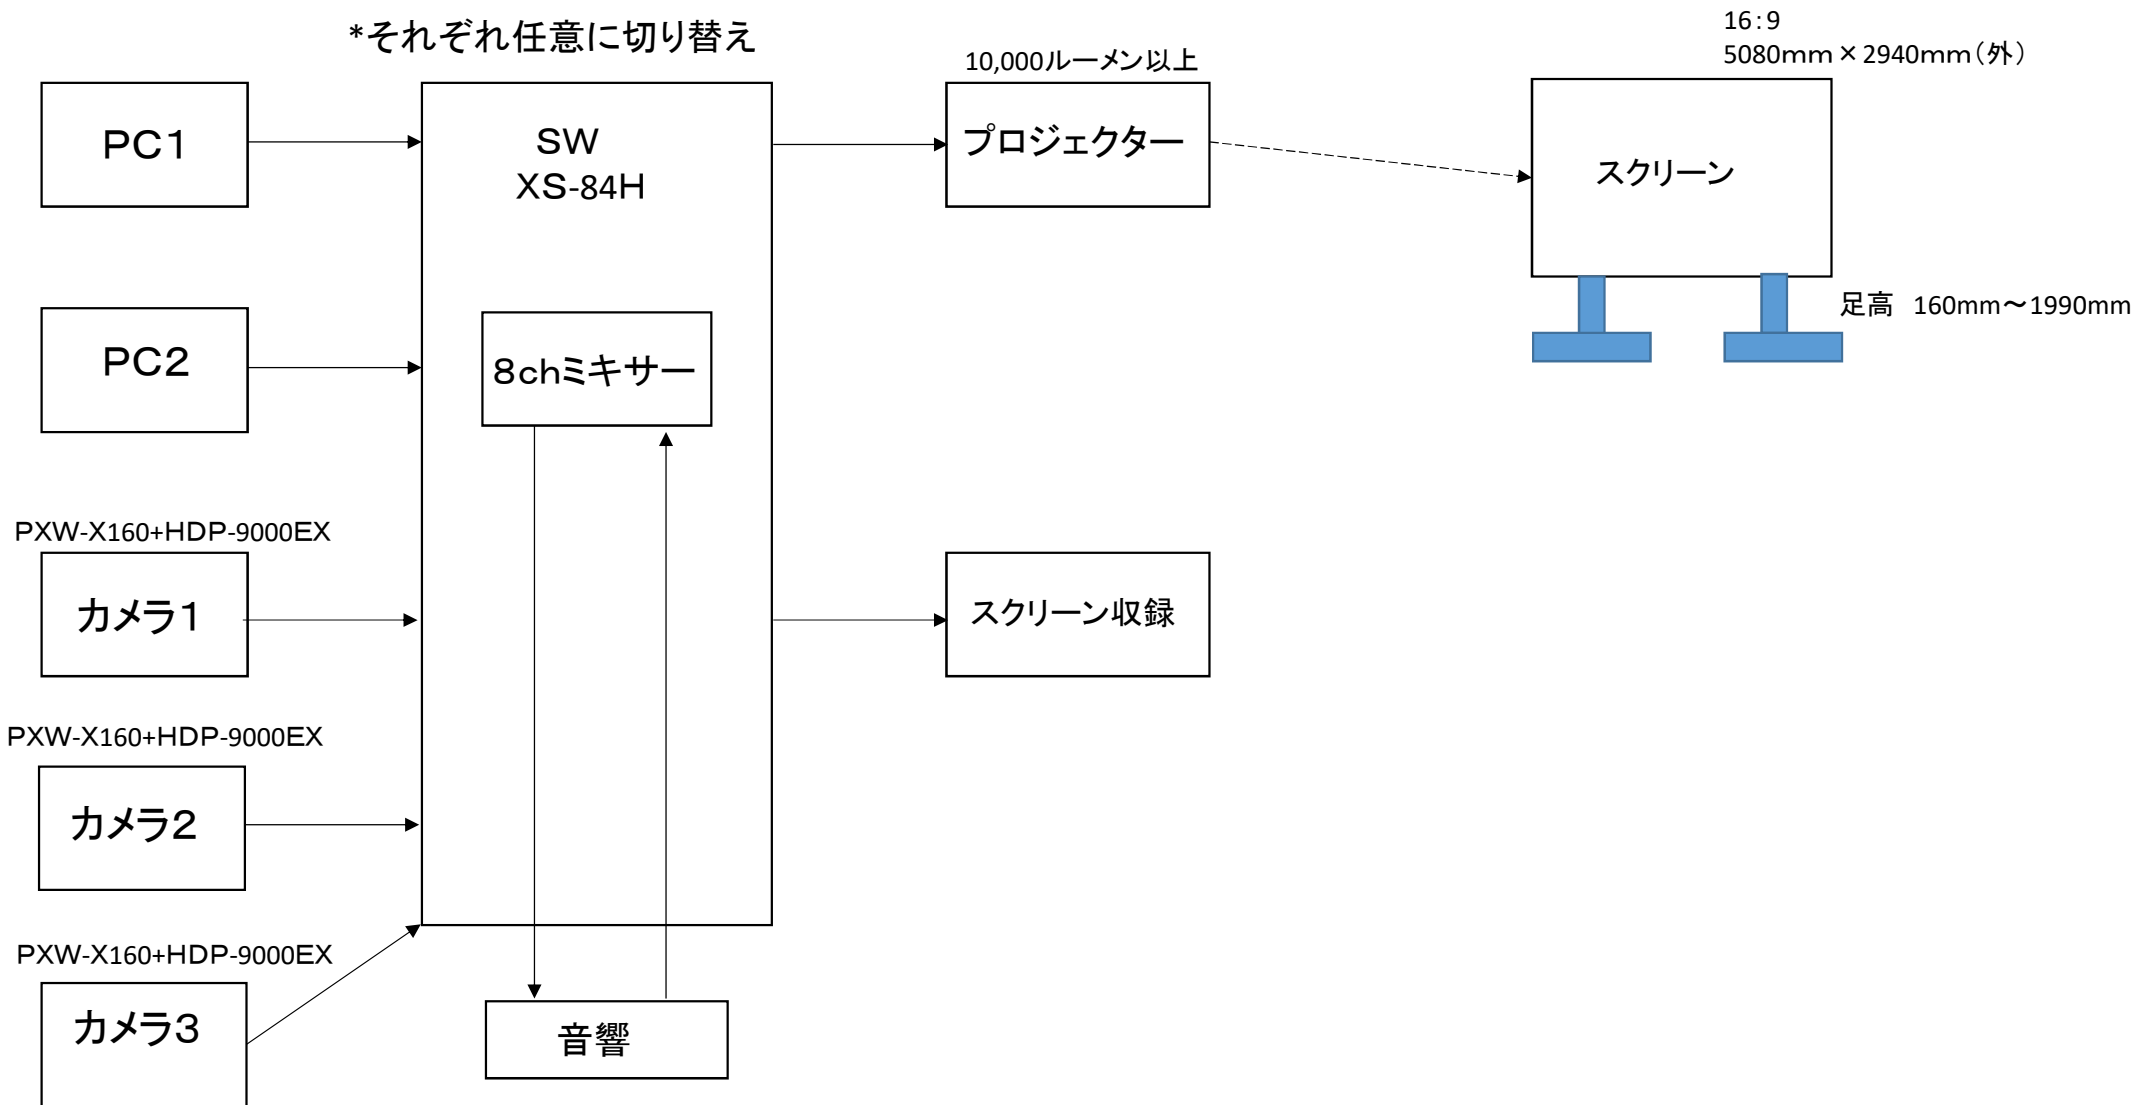 *それぞれ任意に切り替え
16：9
5080mm×2940mm（外）
10,000ルーメン以上
PC1
SW
XS-84H
プロジェクター
スクリーン
足高　160mm～1990mm
PC2
8chミキサー
PXW-X160+HDP-9000EX
カメラ1
スクリーン収録
PXW-X160+HDP-9000EX
カメラ2
PXW-X160+HDP-9000EX
カメラ3
音響